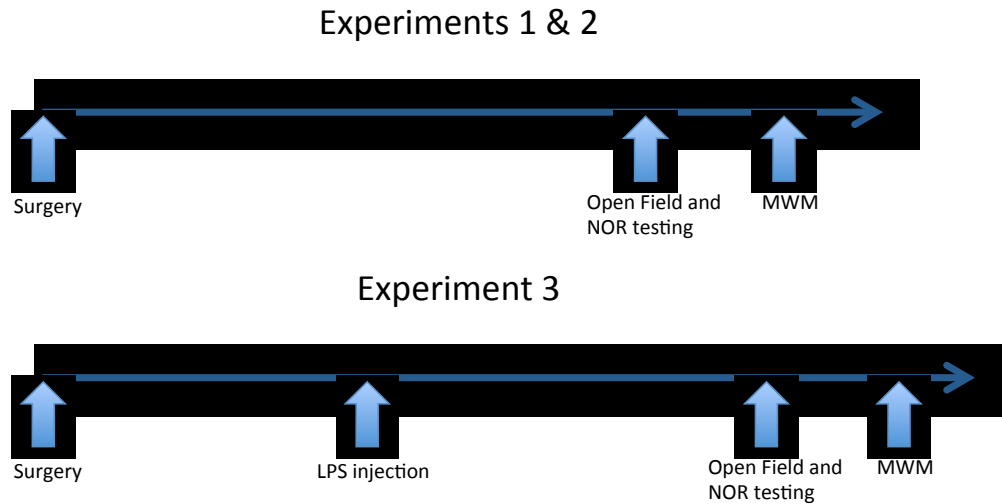 Experiments 1 & 2
Surgery
Open Field and
NOR testing
MWM
Experiment 3
Surgery
LPS injection
Open Field and
NOR testing
MWM